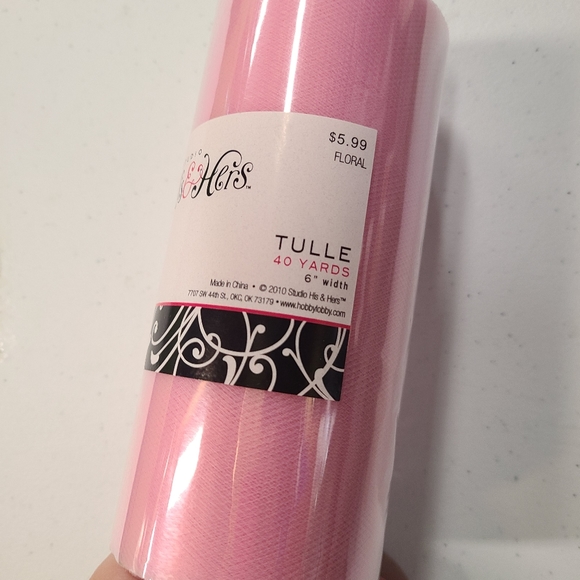 $5.99
FLORAL
&Hers™
TULLE
40 YARDS
6" width
Made in China • © 2010 Studio His & Hers™
7707 SW 44th St., OKC, OK 73179 • www.hobbylobby.com